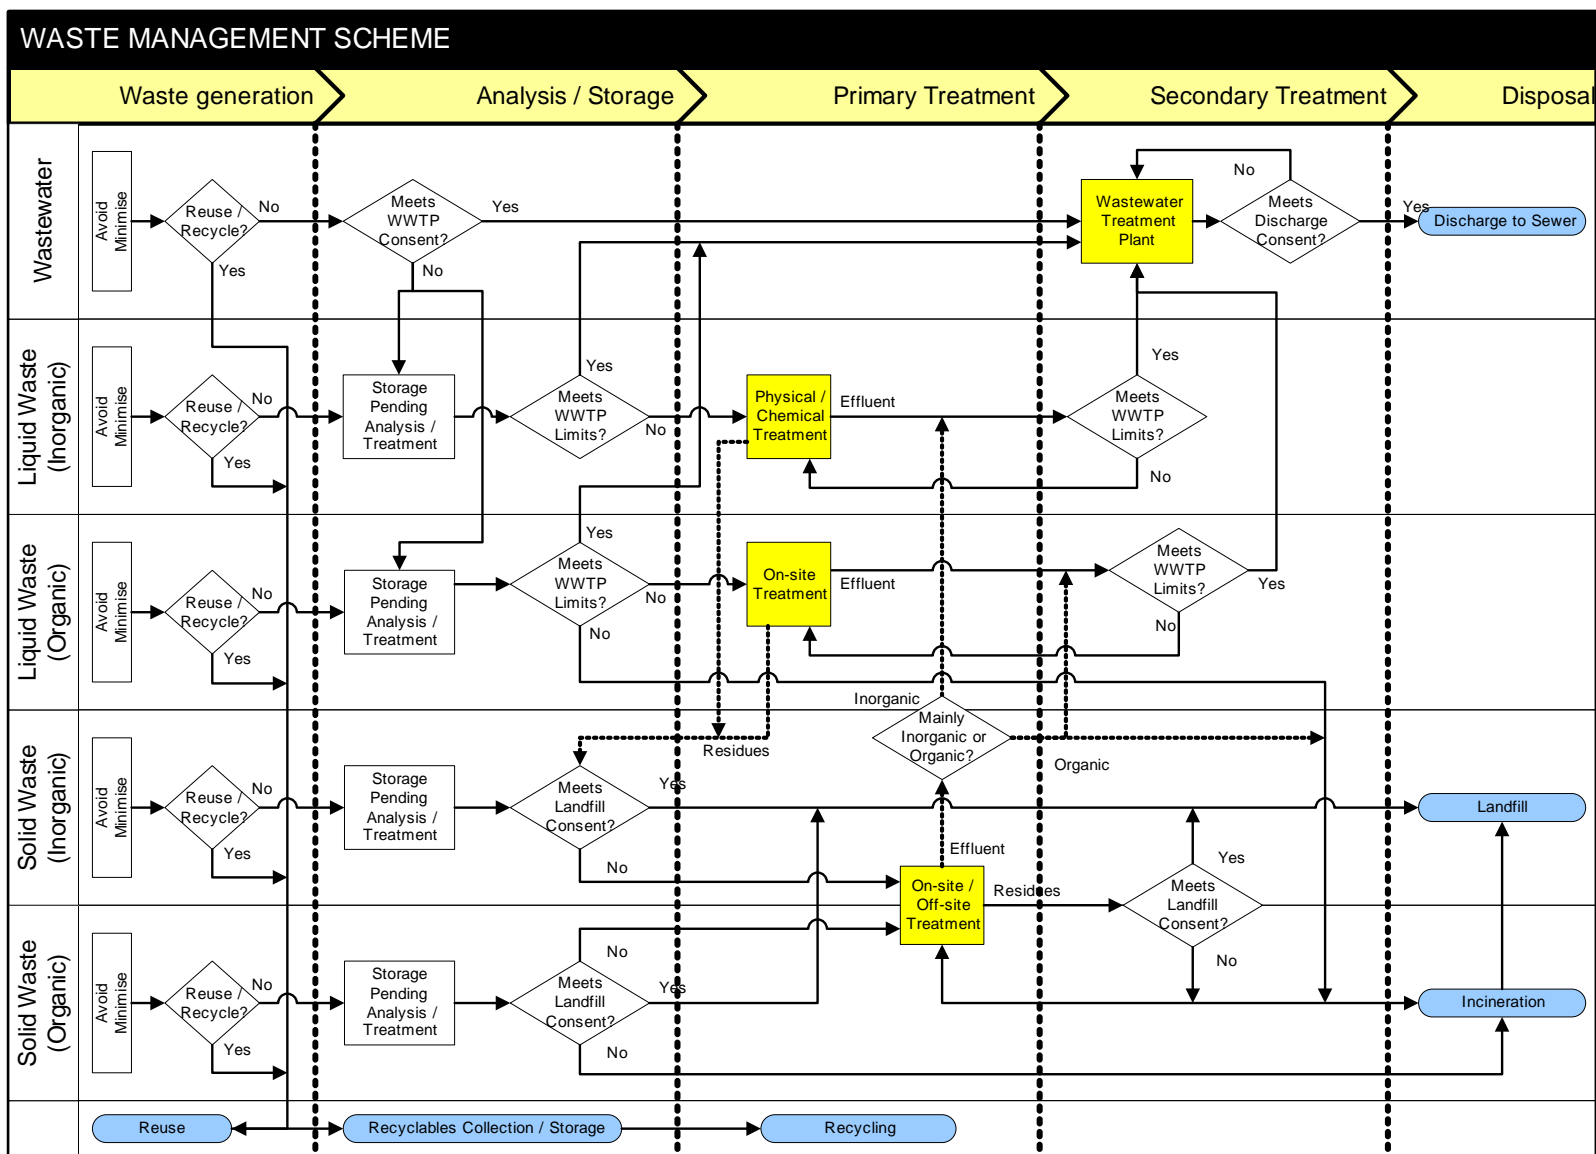 WASTE MANAGEMENT SCHEME
Waste generation
Analysis / Storage
Primary Treatment
Secondary Treatment
Disposal
Wastewater
Avoid
Minimise
Reuse /
Recycle?
No
Yes
Meets
WWTP
Consent?
Yes
No
Wastewater
Treatment
Plant
No
Meets
Discharge
Consent?
Yes
Discharge to Sewer
Liquid Waste
(Inorganic)
Avoid
Minimise
Reuse /
Recycle?
No
Yes
Storage
Pending
Analysis /
Treatment
Yes
Meets
WWTP
Limits?
No
Physical /
Chemical
Treatment
Effluent
Yes
Meets
WWTP
Limits?
No
Liquid Waste
(Organic)
Avoid
Minimise
Reuse /
Recycle?
No
Yes
Storage
Pending
Analysis /
Treatment
Yes
Meets
WWTP
Limits?
No
No
On-site
Treatment
Effluent
Meets
WWTP
Limits?
Yes
No
Inorganic
Mainly
Inorganic or
Organic?
Organic
Residues
Solid Waste
(Inorganic)
Avoid
Minimise
Reuse /
Recycle?
No
Yes
Storage
Pending
Analysis /
Treatment
Meets
Landfill
Consent?
Yes
No
Effluent
Landfill
On-site /
Off-site
Treatment
Residues
Yes
Meets
Landfill
Consent?
No
Solid Waste
(Organic)
Avoid
Minimise
Reuse /
Recycle?
No
Yes
Storage
Pending
Analysis /
Treatment
No
Meets
Landfill
Consent?
Yes
No
Incineration
Reuse
Recyclables Collection / Storage
Recycling